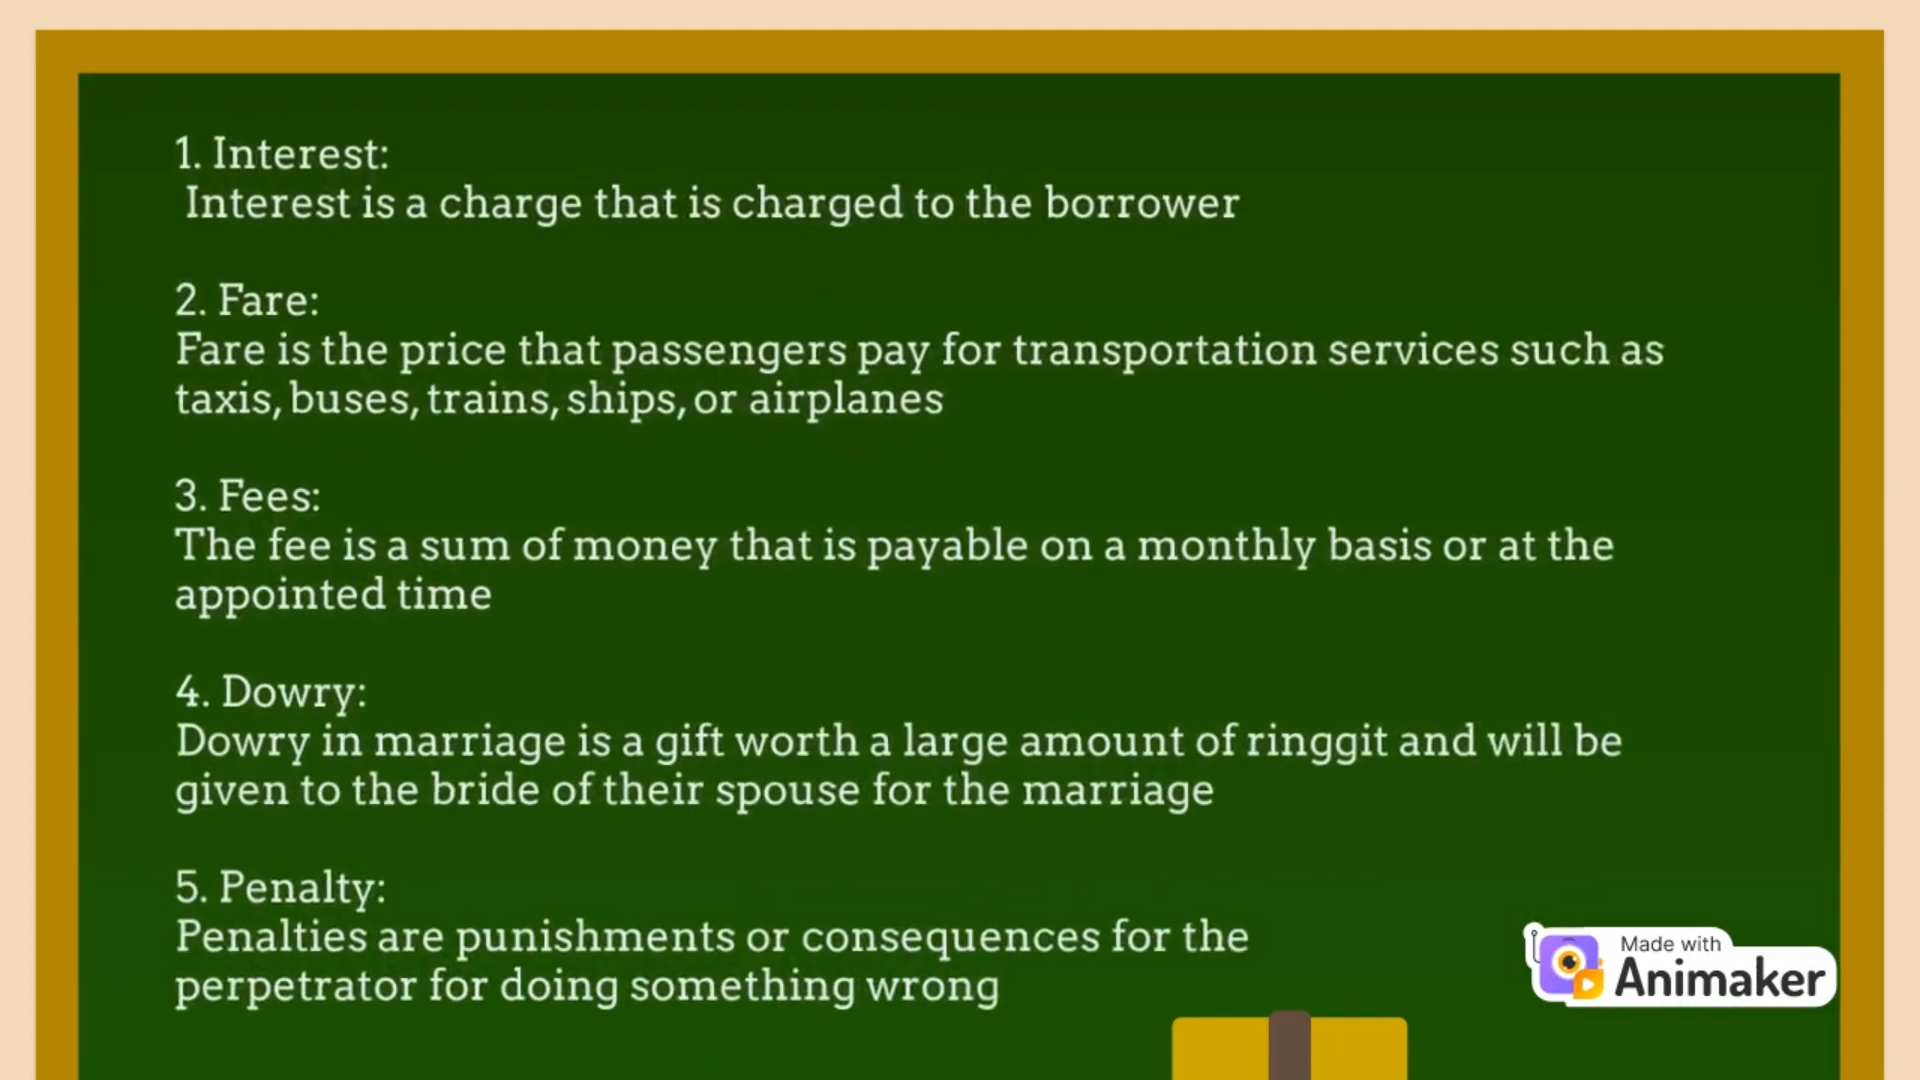 1. Interest:
Interest is a charge that is charged to the borrower
2. Fare:
Fare is the price that passengers pay for transportation services such as
taxis, buses, trains, ships, or airplanes
3. Fees:
The fee is a sum of money that is payable on a monthly basis or at the
appointed time
4. Dowry:
Dowry in marriage is a gift worth a large amount of ringgit and will be
given to the bride of their spouse for the marriage
5. Penalty:
Penalties are punishments or consequences for the
perpetrator for doing something wrong
Made with
Animaker